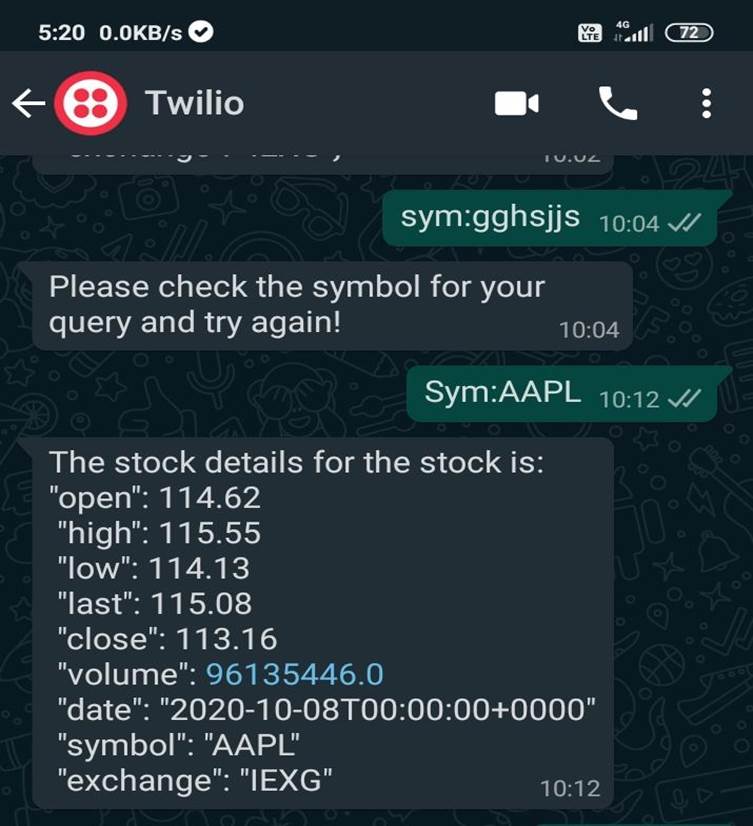 5:20 0.0KB/s
Vo LTE 4G 72
Twilio
10:02
sym:gghsjjs 10:04
Please check the symbol for your
query and try again! 10:04
Sym:AAPL 10:12
The stock details for the stock is:
"open": 114.62
"high": 115.55
"low": 114.13
"last": 115.08
"close": 113.16
"volume": 96135446.0
"date": "2020-10-08T00:00:00+0000"
"symbol": "AAPL"
"exchange": "IEXG" 10:12